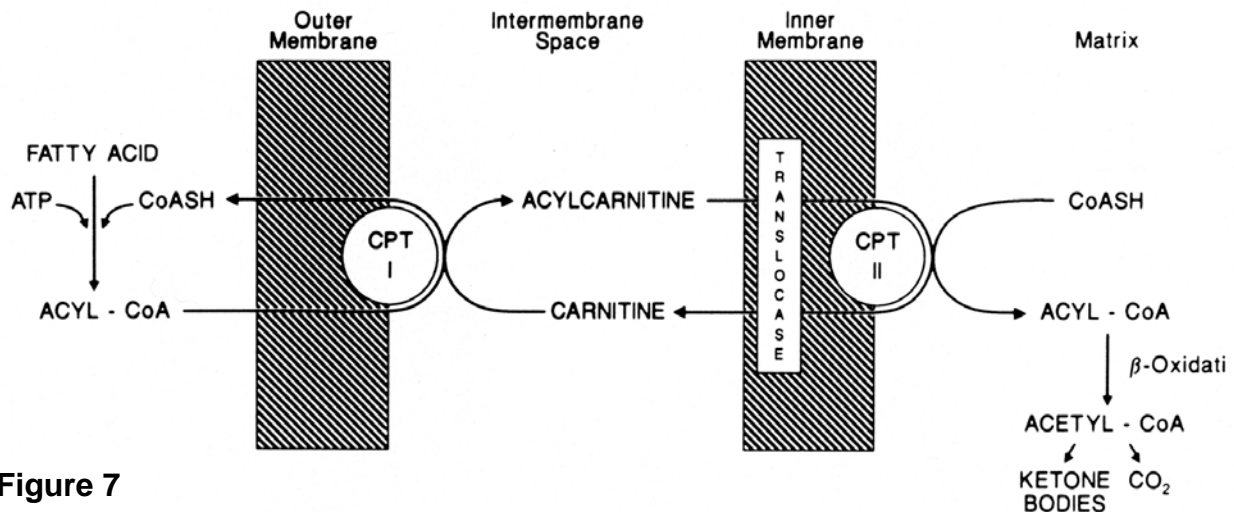 Outer
Membrane
Intermembrane
Space
Inner
Membrane
Matrix
FATTY ACID
ATP
CoASH
ACYL - CoA
CPT
I
ACYLCARNITINE
CARNITINE
TRANSLOCASE
CPT
II
CoASH
ACYL - CoA
β-Oxidati
ACETYL - CoA
KETONE
BODIES
CO₂
Figure 7